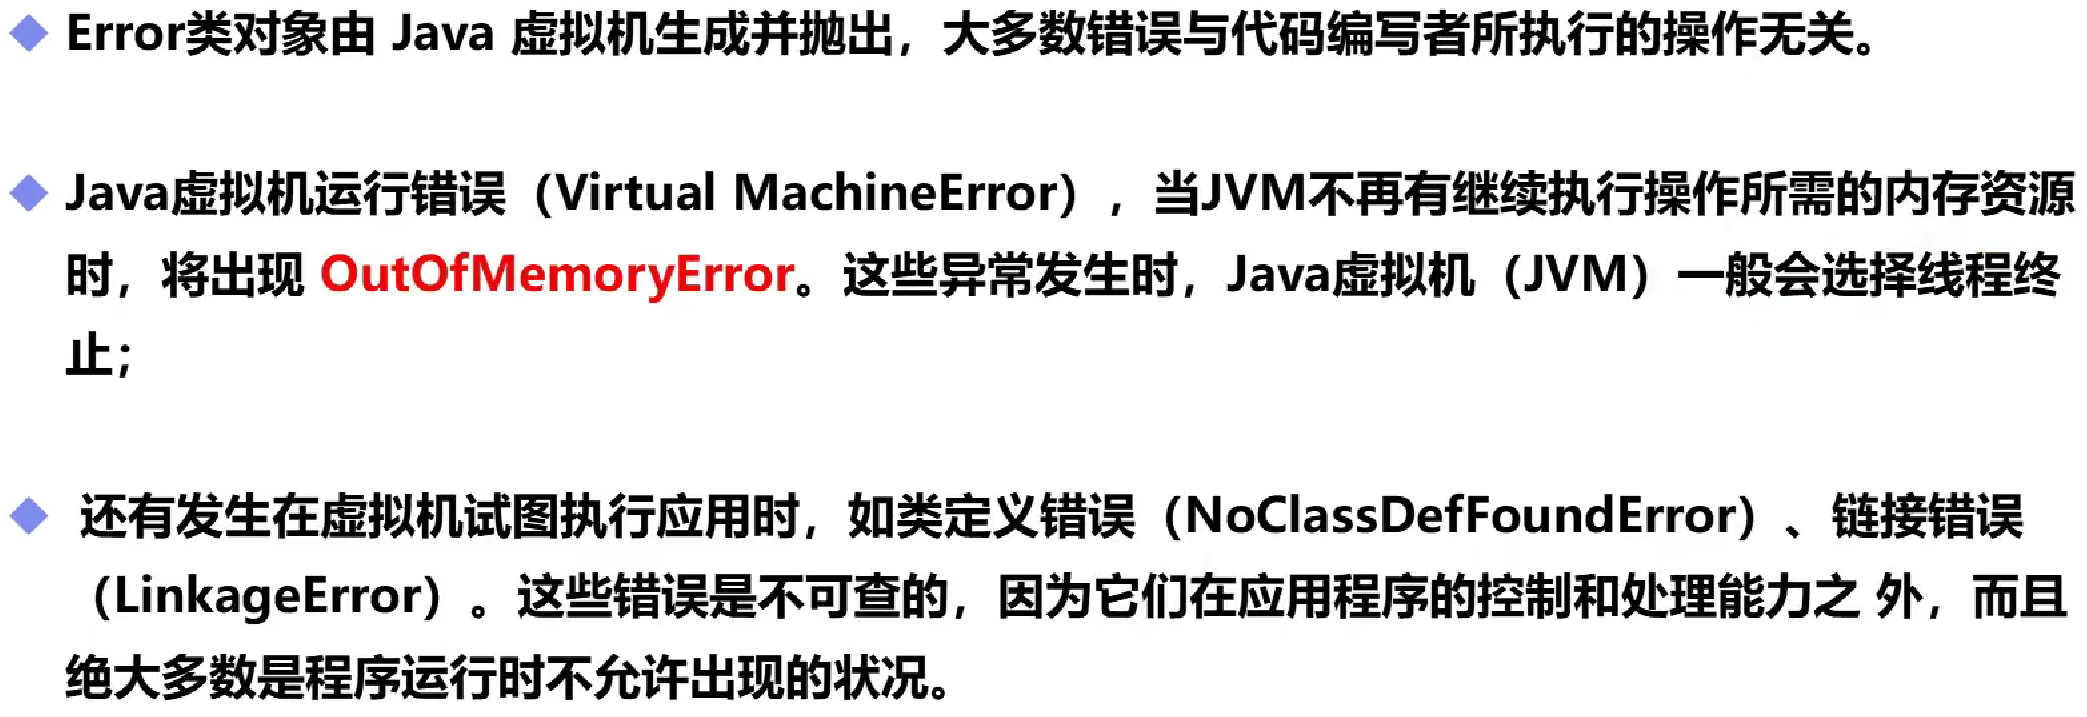 Error类对象由 Java 虚拟机生成并抛出，大多数错误与代码编写者所执行的操作无关。
Java虚拟机运行错误（Virtual MachineError），当JVM不再有继续执行操作所需的内存资源
时，将出现 OutOfMemoryError。这些异常发生时，Java虚拟机（JVM）一般会选择线程终
止；
还有发生在虚拟机试图执行应用时，如类定义错误（NoClassDefFoundError）、链接错误
（LinkageError）。这些错误是不可查的，因为它们在应用程序的控制和处理能力之 外，而且
绝大多数是程序运行时不允许出现的状况。